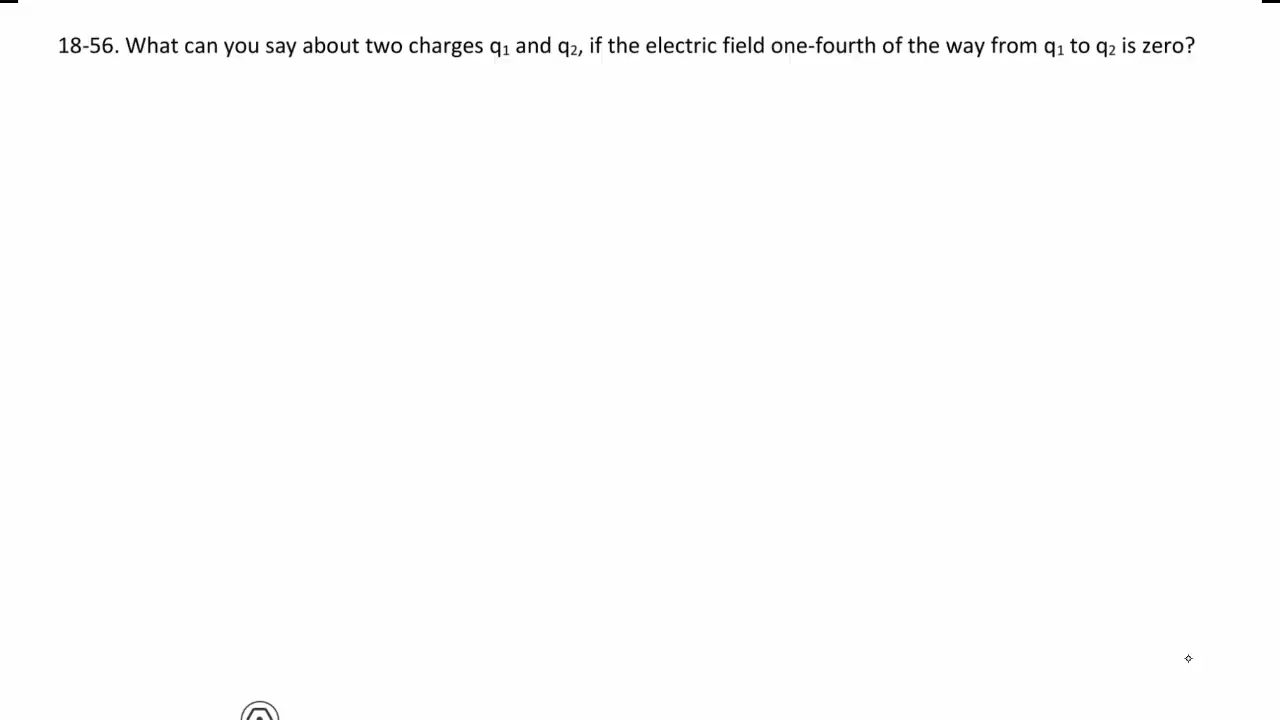 18-56. What can you say about two charges q₁ and q₂, if the electric field one-fourth of the way from q₁ to q₂ is zero?